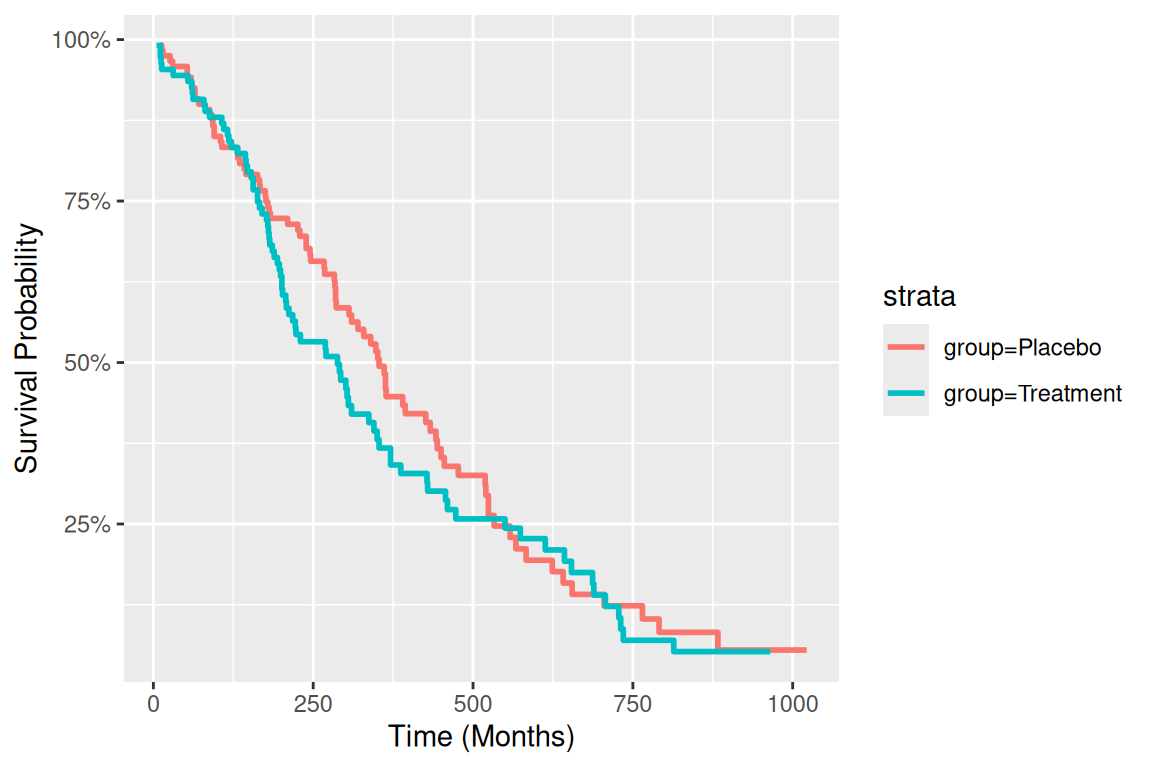 100%
75%
50%
25%
Survival Probability
0 250 500 750 1000
Time (Months)
strata
group=Placebo
group=Treatment